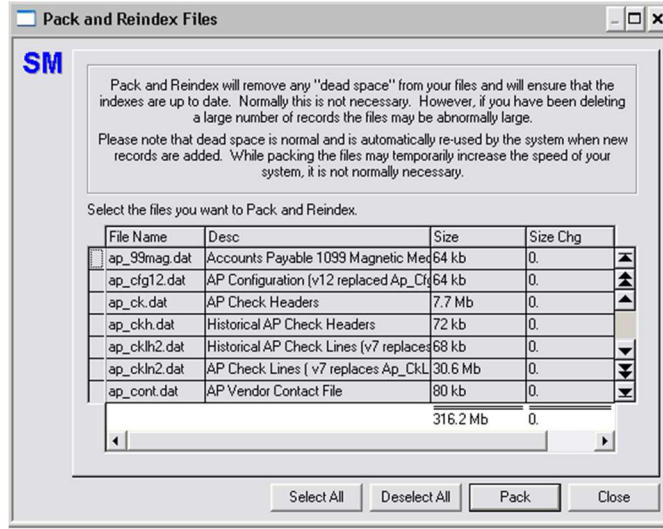 Pack and Reindex Files
SM
Pack and Reindex will remove any "dead space" from your files and will ensure that the
indexes are up to date. Normally this is not necessary. However, if you have been deleting
a large number of records the files may be abnormally large.
Please note that dead space is normal and is automatically re-used by the system when new
records are added. While packing the files may temporarily increase the speed of your
system, it is not normally necessary.
Select the files you want to Pack and Reindex.
File Name Desc Size Size Chg
ap_99mag.dat Accounts Payable 1099 Magnetic Med 64 kb 0.
ap_cfg12.dat AP Configuration (v12 replaced Ap_Cfg 64 kb 0.
ap_ck.dat AP Check Headers 7.7 Mb 0.
ap_ckh.dat Historical AP Check Headers 72 kb 0.
ap_cklh2.dat Historical AP Check Lines (v7 replaces 68 kb 0.
ap_ckln2.dat AP Check Lines ( v7 replaces Ap_CkL 30.6 Mb 0.
ap_cont.dat AP Vendor Contact File 80 kb 0.
316.2 Mb 0.
Select All Deselect All Pack Close